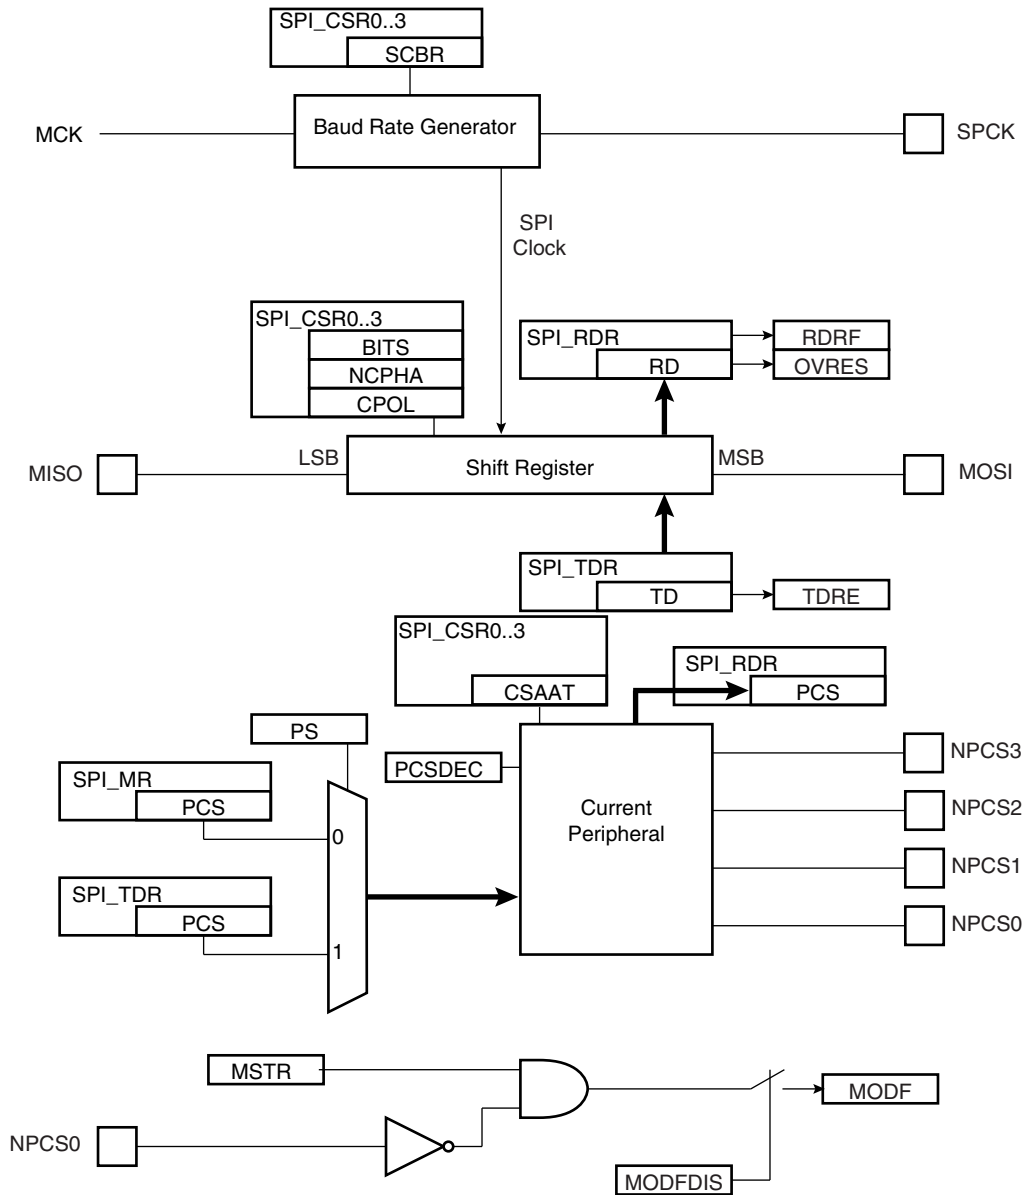 SPI_CSR0..3
SCBR
MCK
Baud Rate Generator
SPCK
SPI
Clock
SPI_CSR0..3
BITS
NCPHA
CPOL
SPI_RDR
RD
RDRF
OVRES
MISO
LSB
Shift Register
MSB
MOSI
SPI_TDR
TD
TDRE
SPI_CSR0..3
CSAAT
SPI_RDR
PCS
PS
PCSDEC
SPI_MR
PCS
0
Current
Peripheral
NPCS3
NPCS2
NPCS1
NPCS0
SPI_TDR
PCS
1
MSTR
MODF
NPCS0
MODFDIS